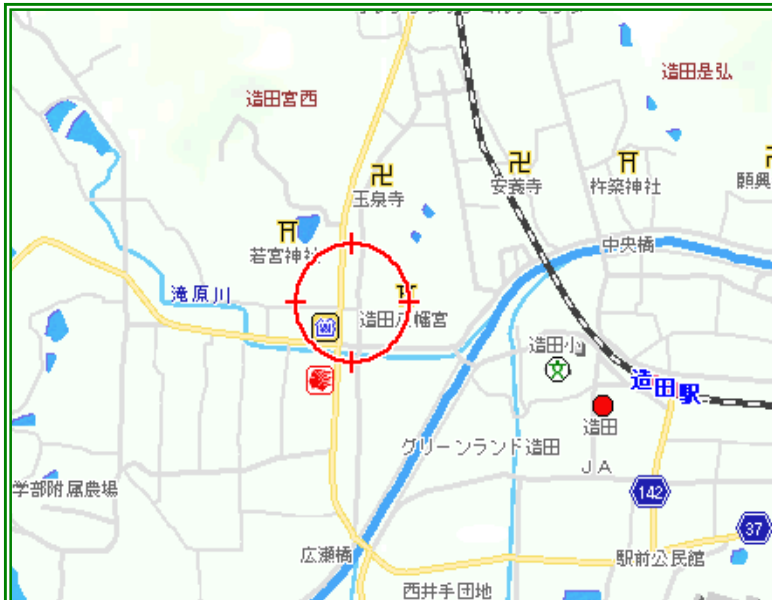 造田宮西
造田是弘
玉泉寺
安義寺
杵築神社
願興
若宮神社
中央橋
滝原川
造田八幡宮
造田小
造田駅
造田
グリーンランド造田
JA
学部附属農場
142
37
広瀬橋
駅前公民館
西井手団地